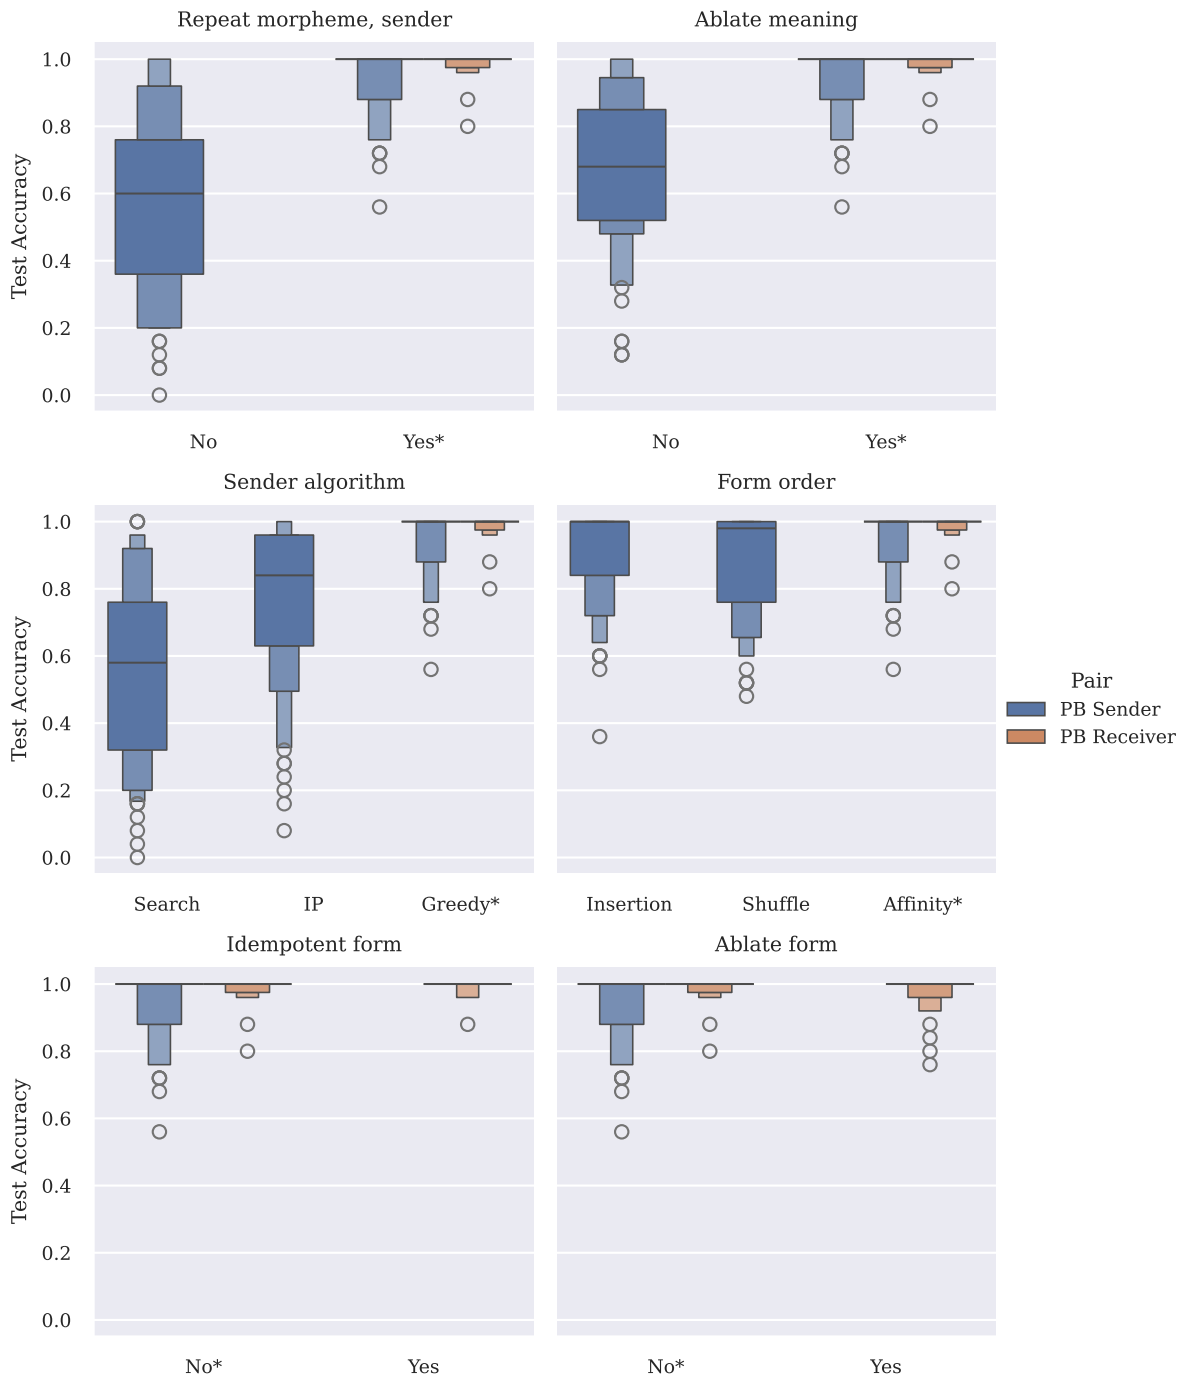 Repeat morpheme, sender
Ablate meaning
Test Accuracy
1.0
0.8
0.6
0.4
0.2
0.0
No
Yes*
No
Yes*
Sender algorithm
Form order
Test Accuracy
1.0
0.8
0.6
0.4
0.2
0.0
Search
IP
Greedy*
Insertion
Shuffle
Affinity*
Pair
PB Sender
PB Receiver
Idempotent form
Ablate form
Test Accuracy
1.0
0.8
0.6
0.4
0.2
0.0
No*
Yes
No*
Yes